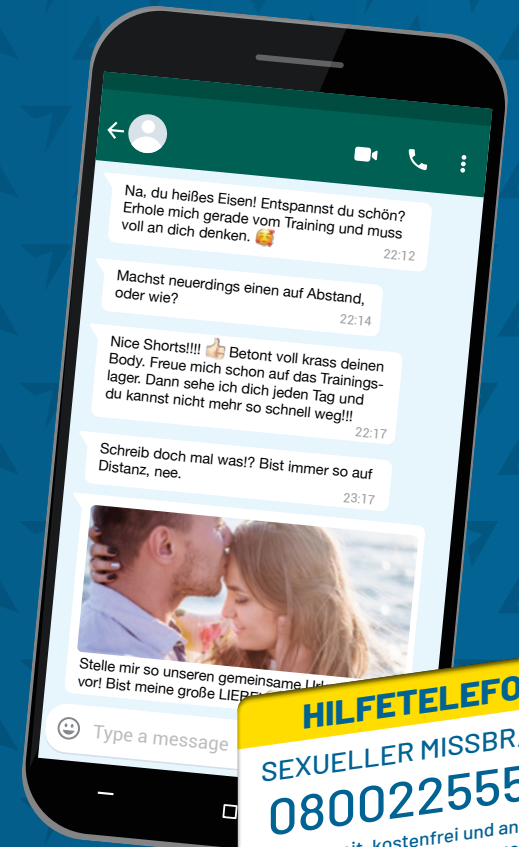 Na, du heißes Eisen! Entspannst du schön?
Erhole mich gerade vom Training und muss
voll an dich denken. 🥰
22:12
Machst neuerdings einen auf Abstand,
oder wie?
22:14
Nice Shorts!!!! 👍🏻 Betont voll krass deinen
Body. Freue mich schon auf das Trainings-
lager. Dann sehe ich dich jeden Tag und
du kannst nicht mehr so schnell weg!!!
22:17
Schreib doch mal was!? Bist immer so auf
Distanz, nee.
23:17
Stelle mir so unseren gemeinsame
vor! Bist meine große
Type a message
HILFETELEFO
SEXUELLER MISSBR
080022555
kostenfrei und an